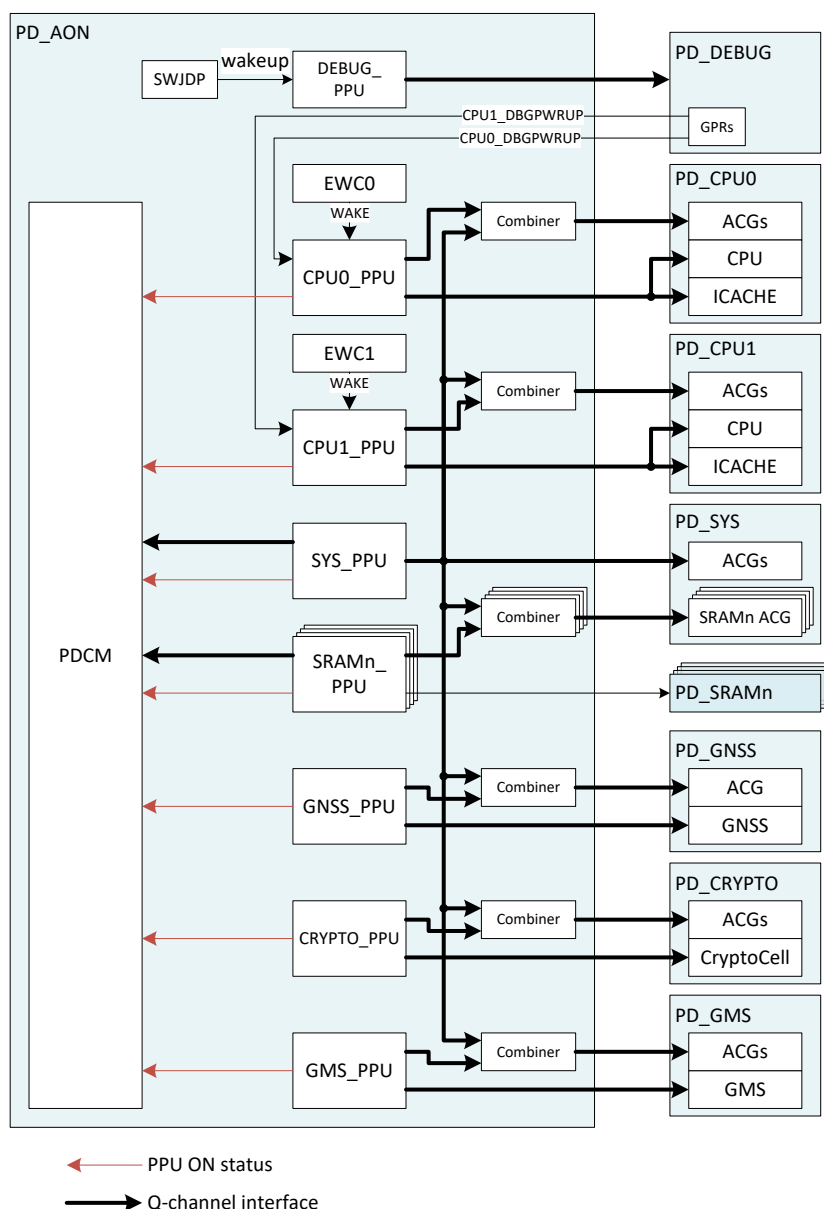 PD_AON
SWJDP
wakeup
DEBUG_
PPU
PD_DEBUG
GPRs
CPU1_DBGPWRUP
CPU0_DBGPWRUP
EWC0
WAKE
CPU0_PPU
Combiner
PD_CPU0
ACGs
CPU
ICACHE
EWC1
WAKE
CPU1_PPU
Combiner
PD_CPU1
ACGs
CPU
ICACHE
PDCM
SYS_PPU
PD_SYS
ACGs
Combiner
SRAMn ACG
SRAMn_
PPU
PD_SRAMn
GNSS_PPU
Combiner
PD_GNSS
ACG
GNSS
CRYPTO_PPU
Combiner
PD_CRYPTO
ACGs
CryptoCell
GMS_PPU
Combiner
PD_GMS
ACGs
GMS
PPU ON status
Q-channel interface